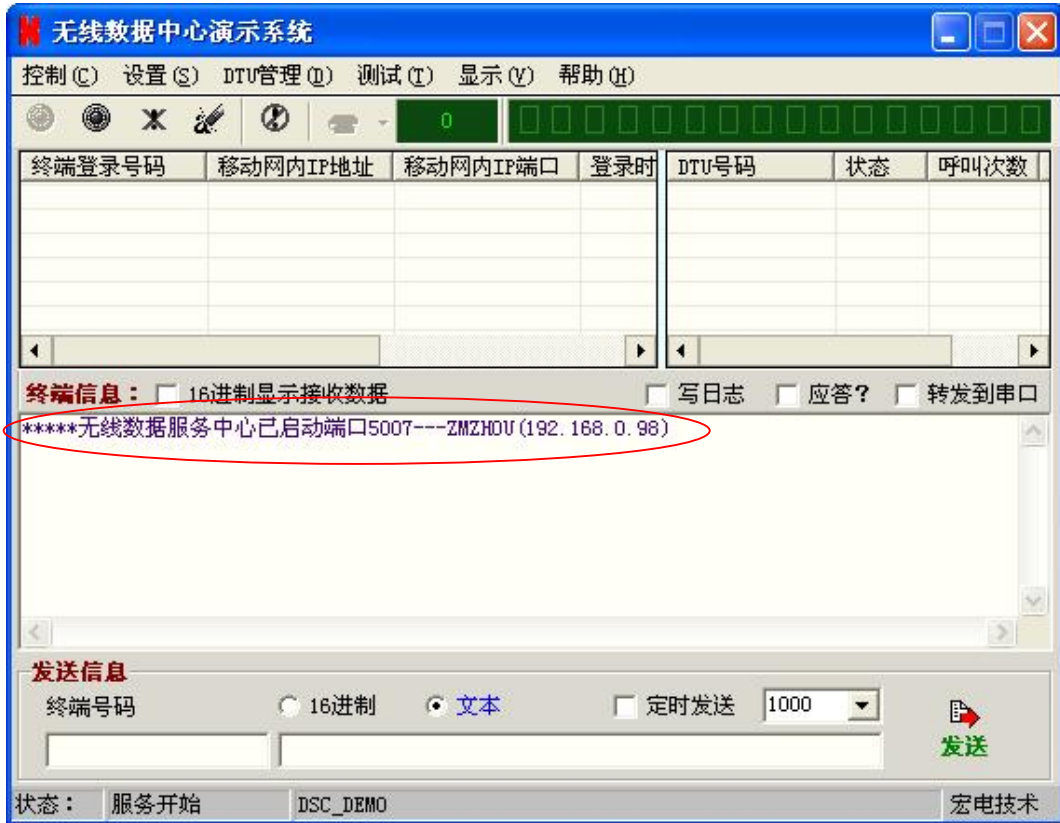 无线数据中心演示系统
控制(C) 设置(S) DTU管理(D) 测试(T) 显示(V) 帮助(H)
0
终端登录号码 移动网内IP地址 移动网内IP端口 登录时 DTU号码 状态 呼叫次数
终端信息： 16进制显示接收数据 写日志 应答? 转发到串口
*****无线数据服务中心已启动端口5007---ZMZHOU(192.168.0.98)
发送信息
终端号码 16进制 文本 定时发送 1000
发送
状态： 服务开始 DSC_DEMO 宏电技术